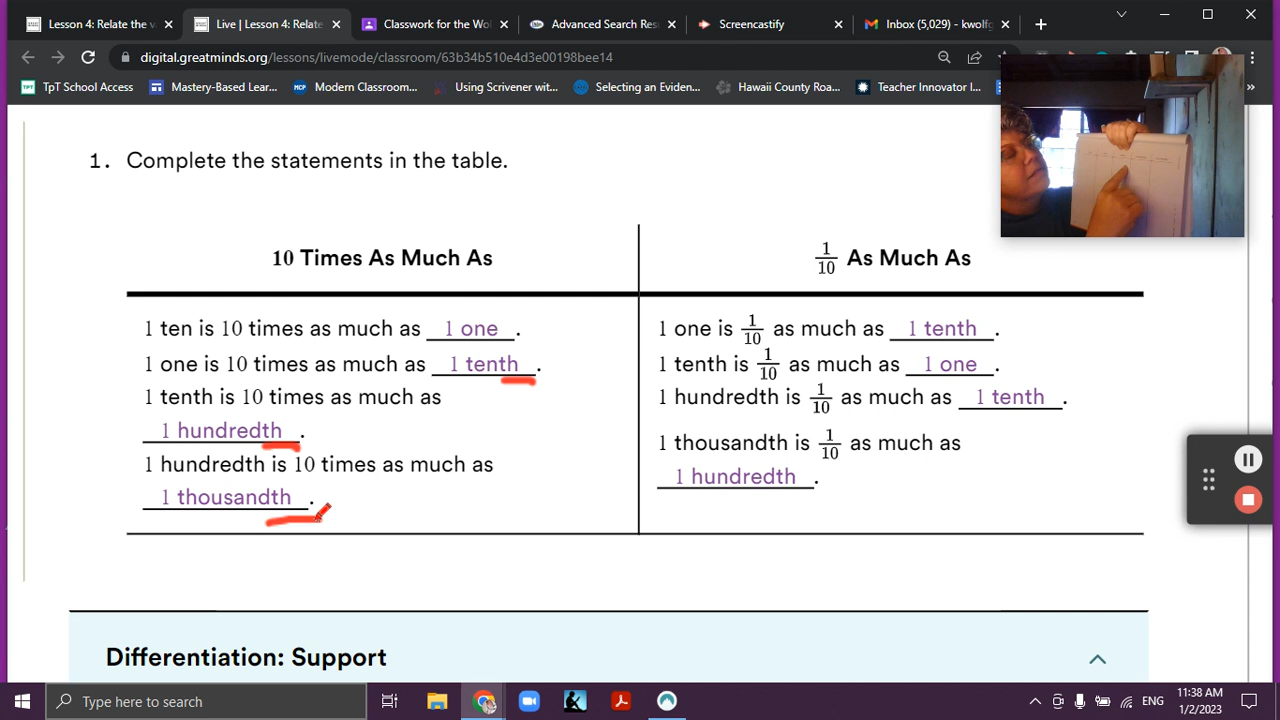 Lesson 4: Relate the v
Live | Lesson 4: Relate
Classwork for the Wol
Advanced Search Res
Screencastify
Inbox (5,029) - kwolfg
digital.greatminds.org/lessons/livemode/classroom/63b34b510e4d3e00198bee14
TpT School Access
Mastery-Based Lear...
Modern Classroom...
Using Scrivener wit...
Selecting an Eviden...
Hawaii County Roa...
Teacher Innovator I...
»
1. Complete the statements in the table.
10 Times As Much As
1/10 As Much As
1 ten is 10 times as much as 1 one.
1 one is 10 times as much as 1 tenth.
1 tenth is 10 times as much as
1 hundredth.
1 hundredth is 10 times as much as
1 thousandth.
1 one is 1/10 as much as 1 tenth.
1 tenth is 1/10 as much as 1 one.
1 hundredth is 1/10 as much as 1 tenth.
1 thousandth is 1/10 as much as
1 hundredth.
Differentiation: Support
Type here to search
ENG
11:38 AM
1/2/2023